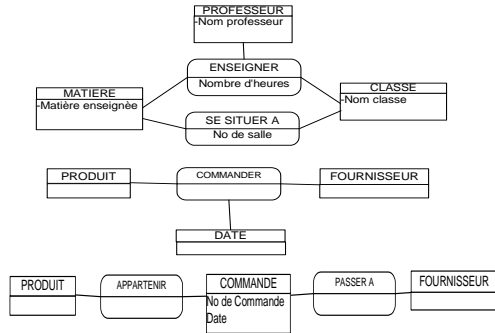 PROFESSEUR
-Nom professeur
ENSEIGNER
Nombre d'heures
MATIERE
-Matière enseignèe
CLASSE
-Nom classe
SE SITUER A
No de salle
PRODUIT
COMMANDER
FOURNISSEUR
DATE
PRODUIT
APPARTENIR
COMMANDE
No de Commande
Date
PASSER A
FOURNISSEUR